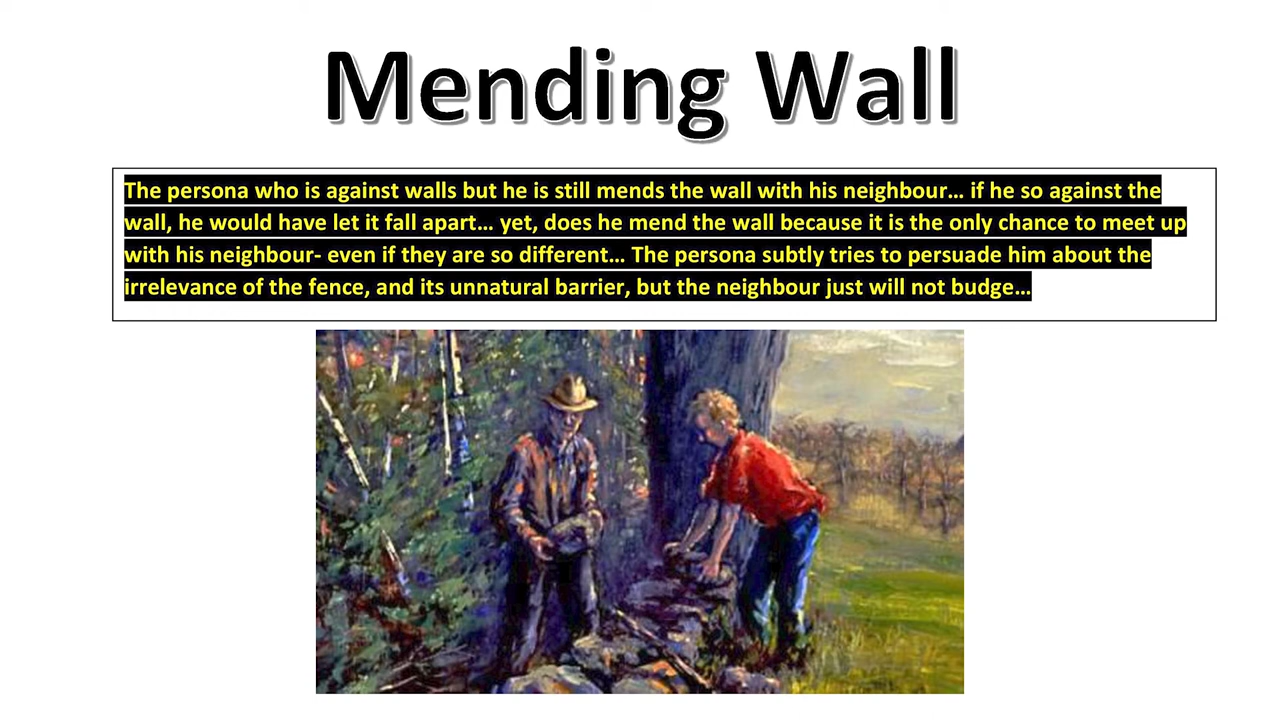 Mending Wall
The persona who is against walls but he is still mends the wall with his neighbour... if he so against the
wall, he would have let it fall apart... yet, does he mend the wall because it is the only chance to meet up
with his neighbour- even if they are so different... The persona subtly tries to persuade him about the
irrelevance of the fence, and its unnatural barrier, but the neighbour just will not budge...